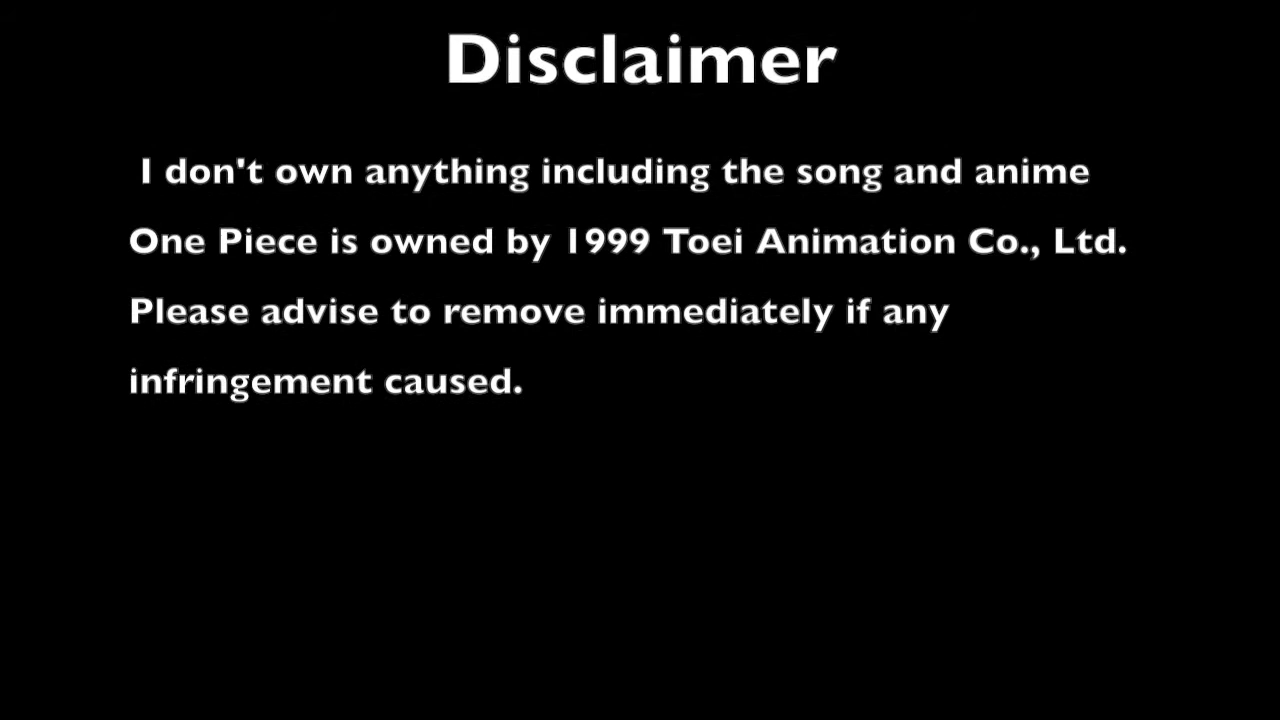 Disclaimer
I don't own anything including the song and anime
One Piece is owned by 1999 Toei Animation Co., Ltd.
Please advise to remove immediately if any
infringement caused.